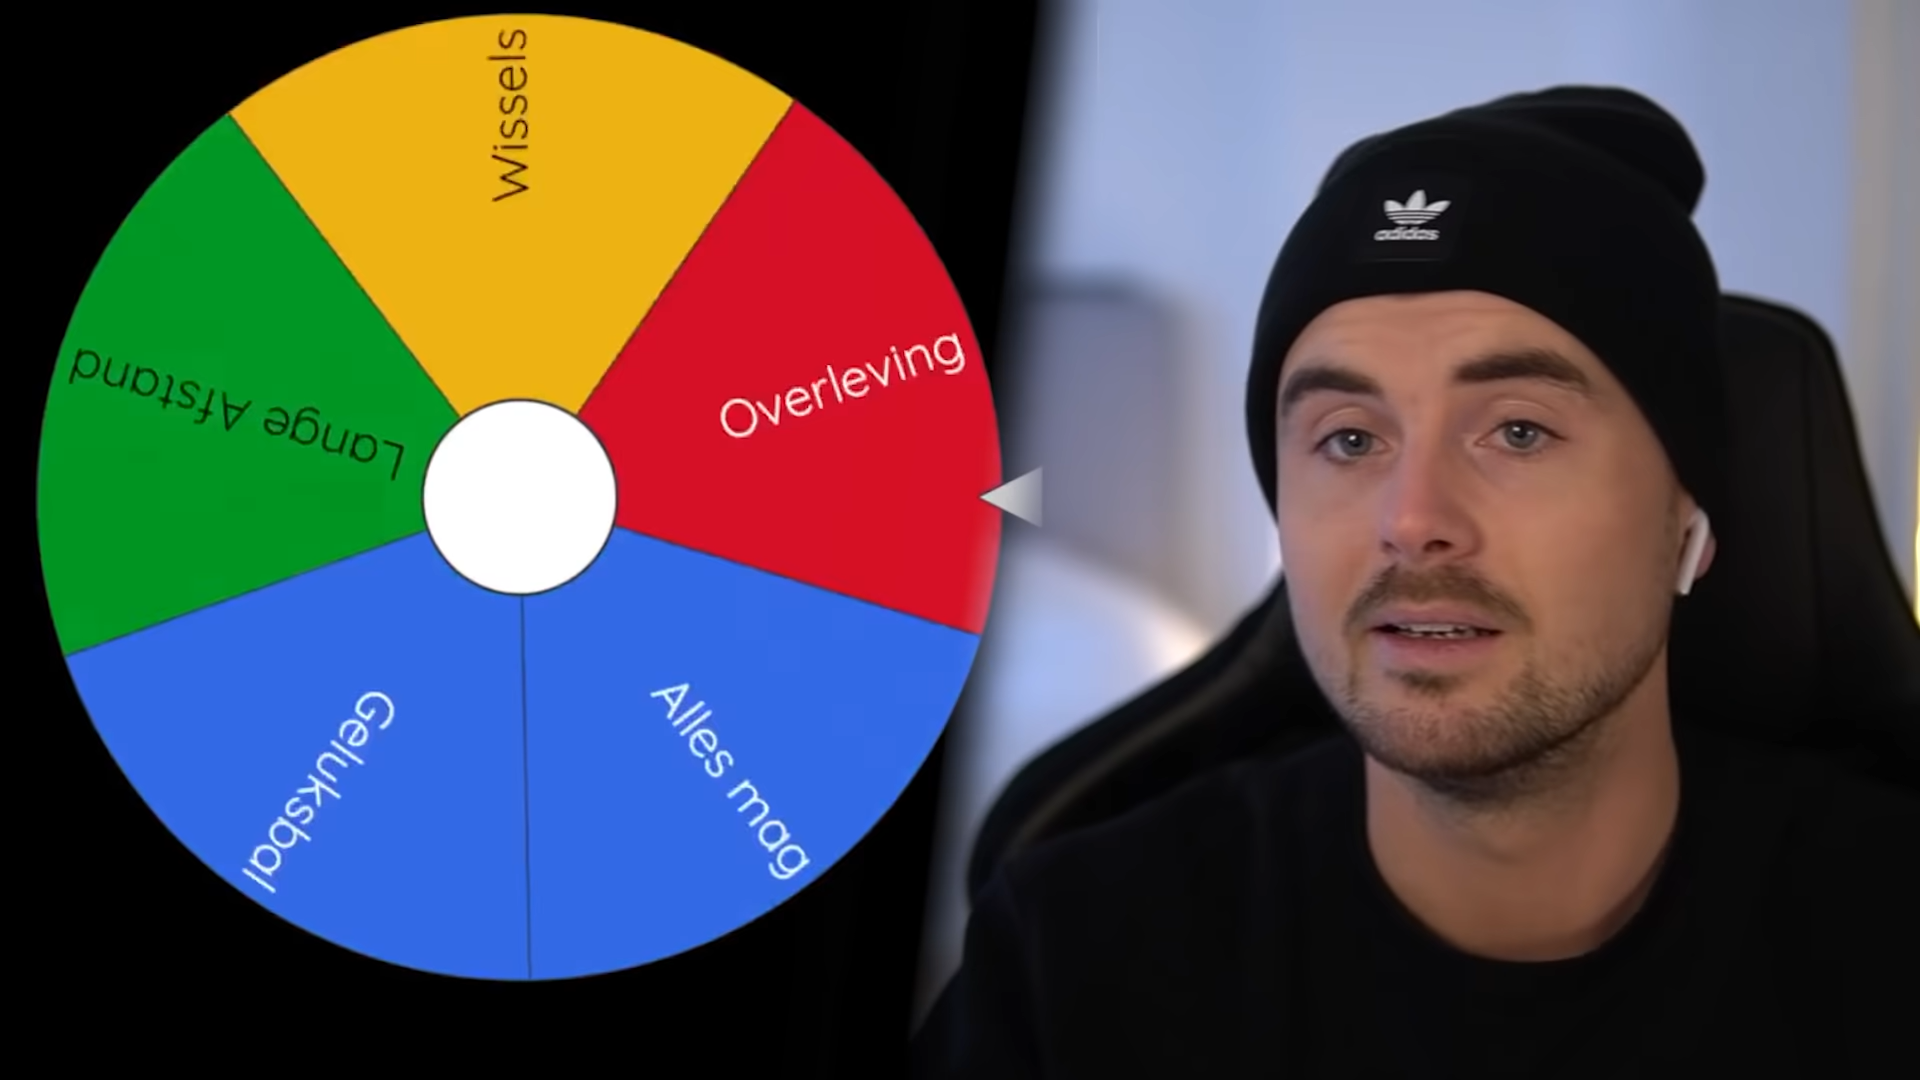 Wissels
Overleving
Lange Afstand
Geluksbal
Alles mag
adidas